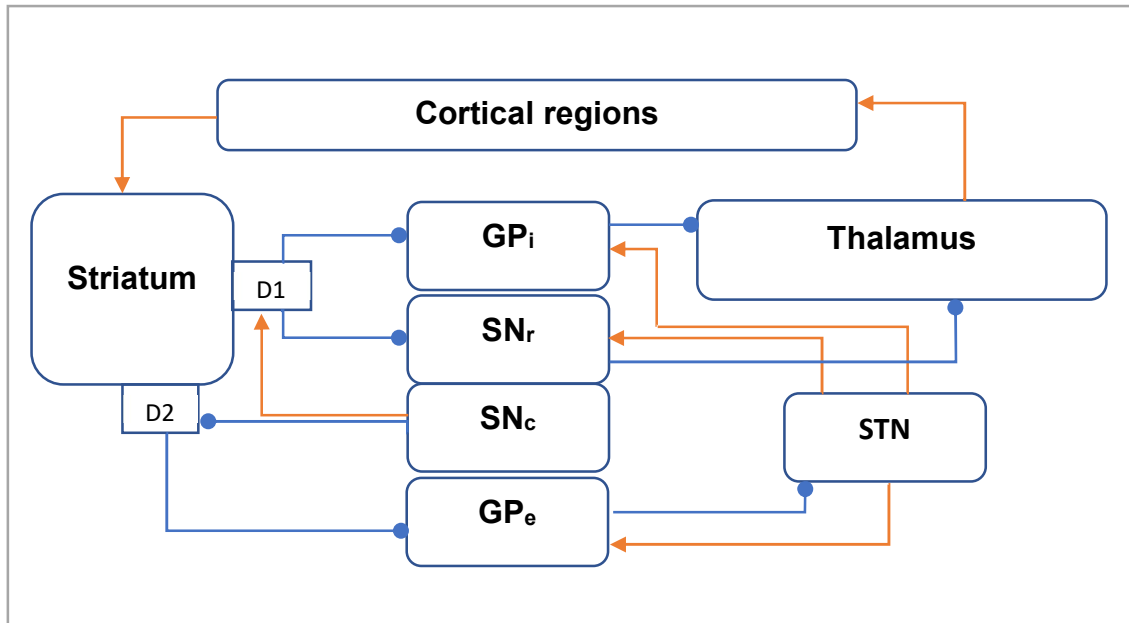 Cortical regions
Striatum
D1
D2
GPi
SNr
SNc
GPe
Thalamus
STN